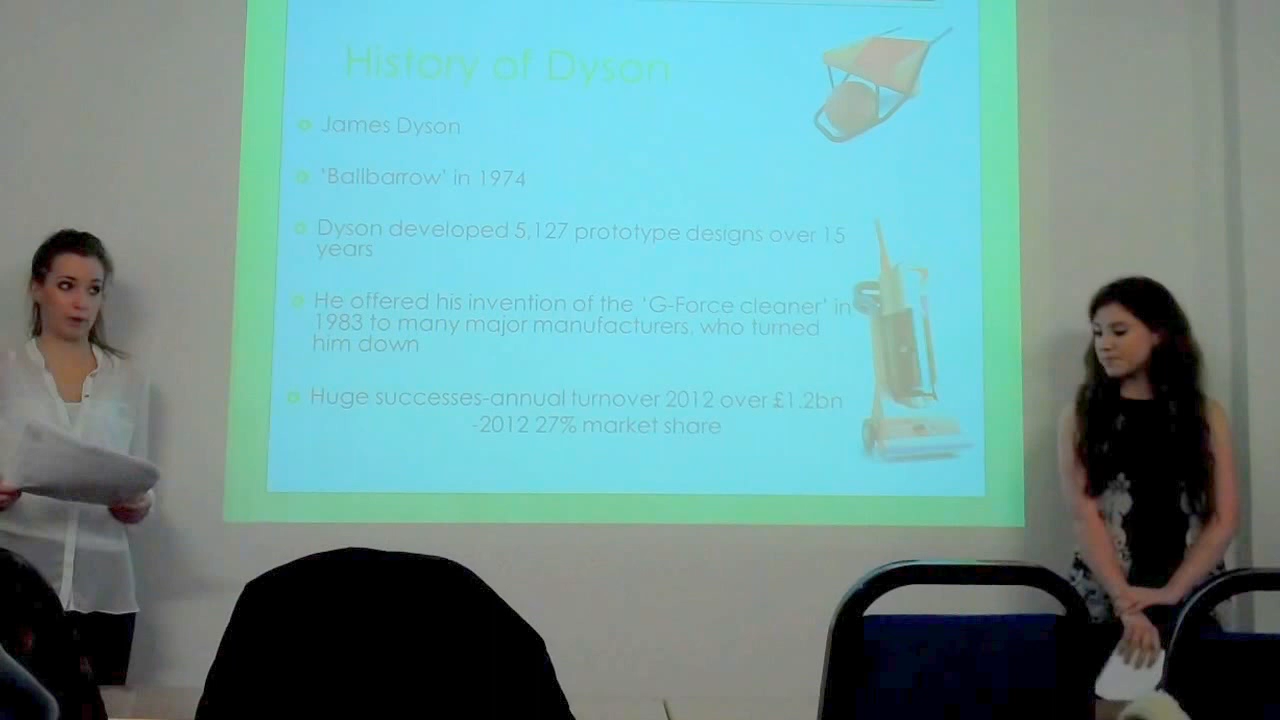 History of Dyson
James Dyson
'Ballbarrow' in 1974
Dyson developed 5,127 prototype designs over 15
years
He offered his invention of the 'G-Force cleaner' in
1983 to many major manufacturers, who turned
him down
Huge successes-annual turnover 2012 over £1.2bn
-2012 27% market share